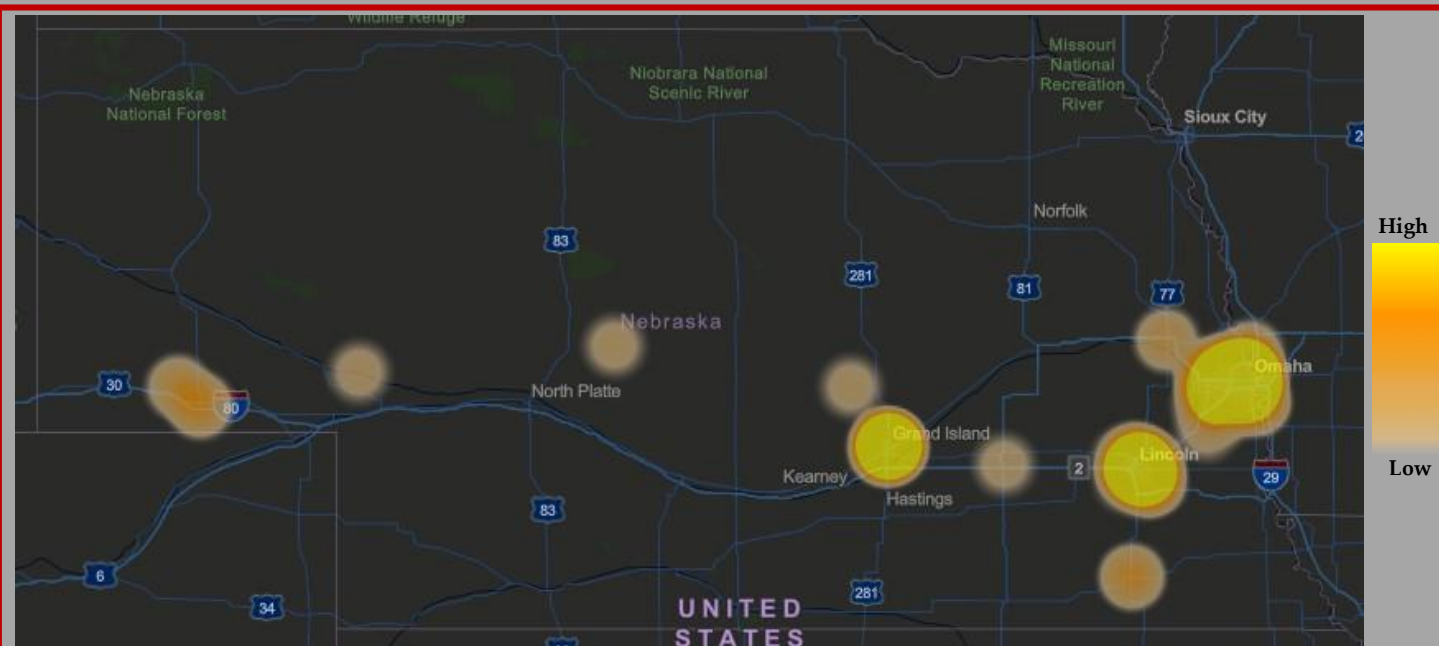 Wildlife Refuge
Missouri
National
Recreation
River
Niobrara National
Scenic River
Nebraska
National Forest
Sioux City
2
Norfolk
High
83
281
81
77
Nebraska
Omaha
30
80
North Platte
Grand Island
Lincoln
Low
Kearney
2
29
Hastings
83
6
34
281
UNITED
STATES